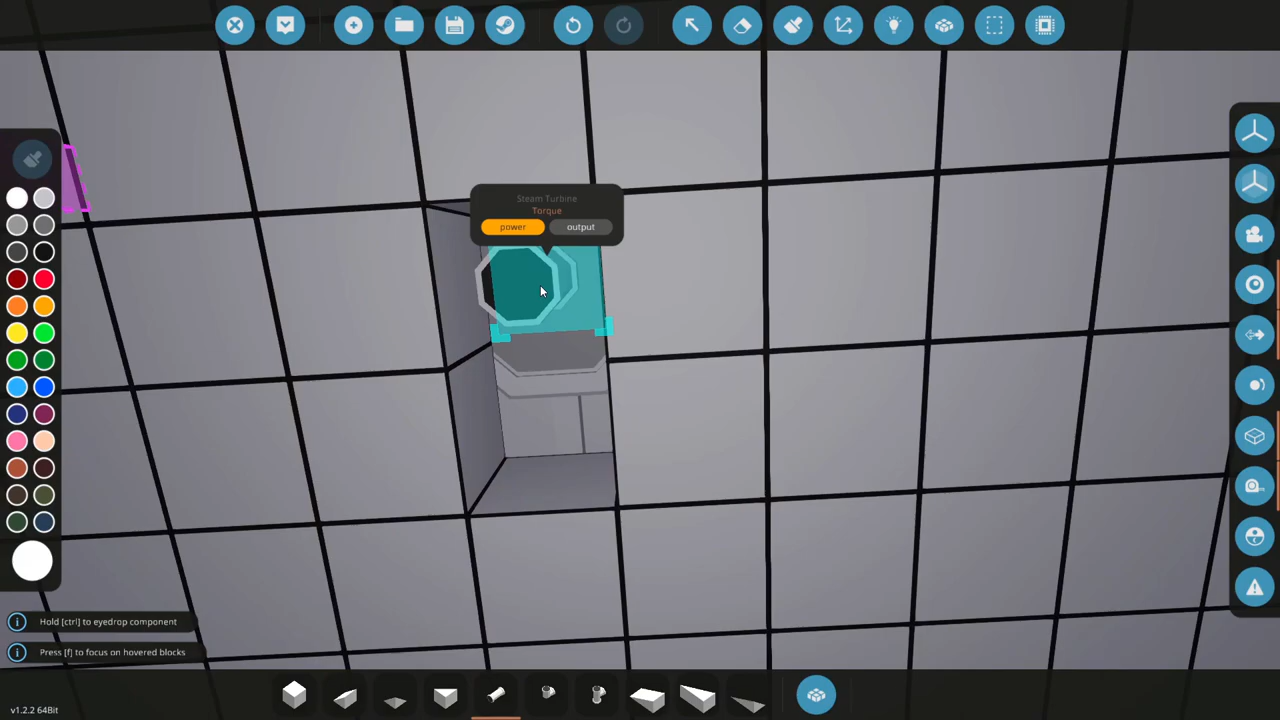 Steam Turbine
Torque
power output
Hold [ctrl] to eyedrop component
Press [f] to focus on hovered blocks
v1.2.2 64Bit